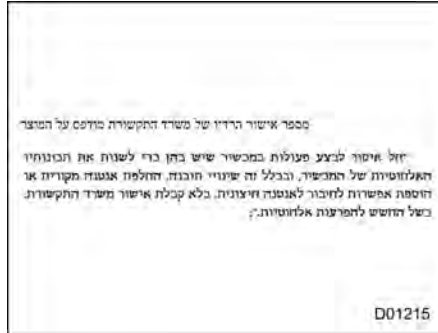 מספר אישור הרדיו של משרד התקשורת מודפס על המוצר
"חל איסור לבצע פעולות במכשיר שיש בהן כדי לשנות את תכונותיו
האלחוטיות של המכשיר, ובכלל זה שינויי תוכנה, החלפת אנטנה מקורית או
הוספת אפשרות לחיבור לאנטנה חיצונית, בלא קבלת אישור משרד התקשורת,
בשל החשש להפרעות אלחוטיות.";
D01215